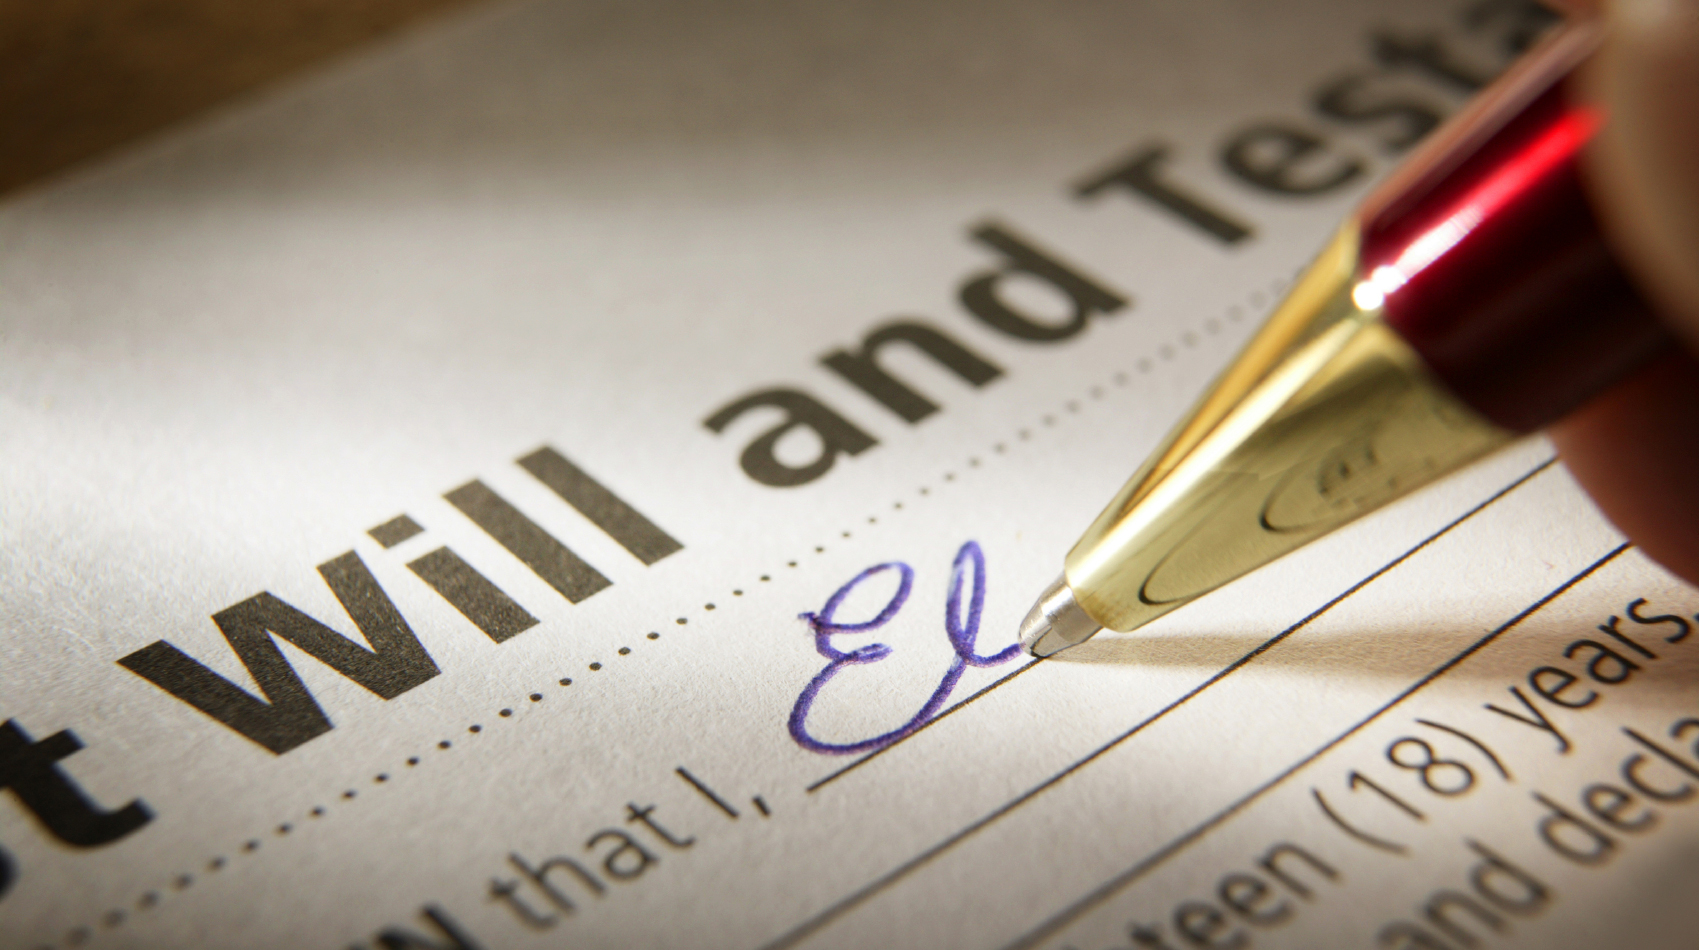 t Will and Testa
w that I, El
teen (18) years,
and decla